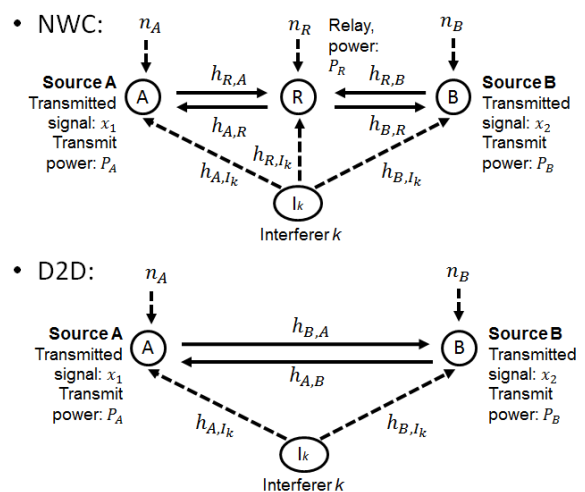 • NWC:
n_A
n_R
Relay,
power:
P_R
n_B
Source A
Transmitted
signal: x_1
Transmit
power: P_A
A
h_{R,A}
h_{A,R}
R
h_{R,B}
h_{B,R}
B
Source B
Transmitted
signal: x_2
Transmit
power: P_B
h_{A,I_k}
h_{R,I_k}
h_{B,I_k}
I_k
Interferer k
• D2D:
n_A
n_B
Source A
Transmitted
signal: x_1
Transmit
power: P_A
A
h_{B,A}
h_{A,B}
B
Source B
Transmitted
signal: x_2
Transmit
power: P_B
h_{A,I_k}
h_{B,I_k}
I_k
Interferer k